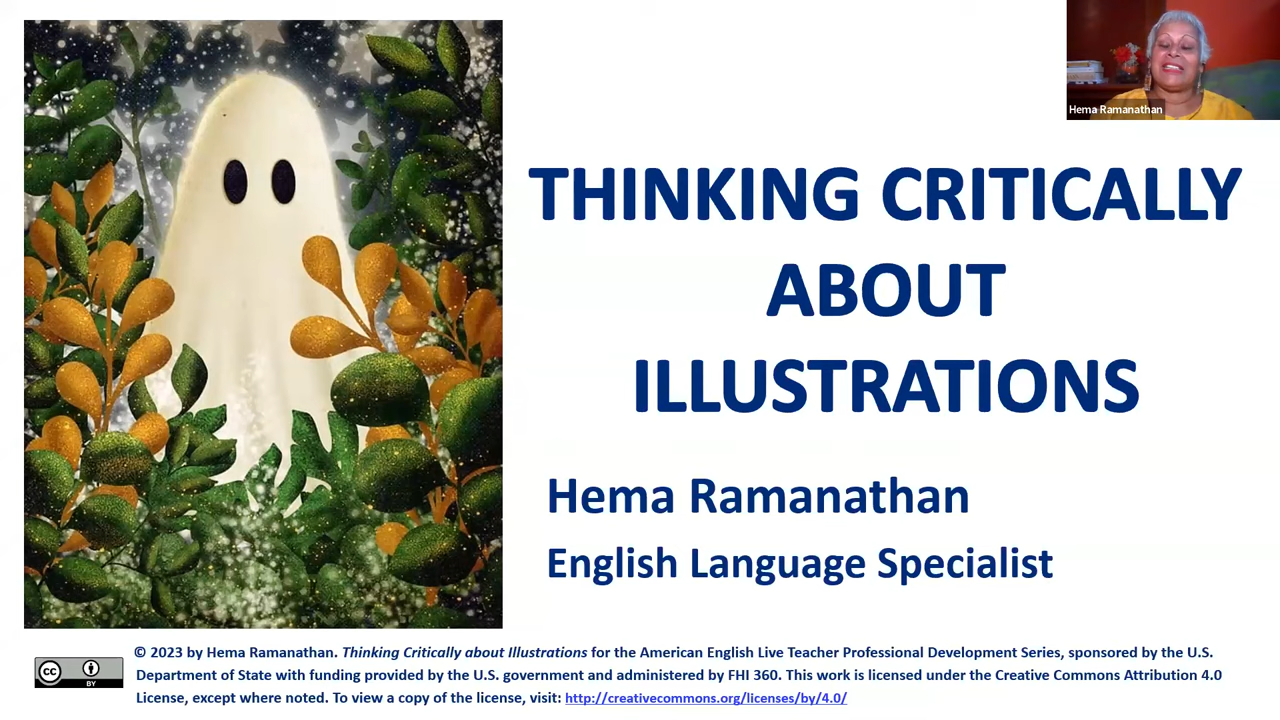 Hema Ramanathan
THINKING CRITICALLY
ABOUT
ILLUSTRATIONS
Hema Ramanathan
English Language Specialist
© 2023 by Hema Ramanathan. Thinking Critically about Illustrations for the American English Live Teacher Professional Development Series, sponsored by the U.S.
Department of State with funding provided by the U.S. government and administered by FHI 360. This work is licensed under the Creative Commons Attribution 4.0
License, except where noted. To view a copy of the license, visit: http://creativecommons.org/licenses/by/4.0/
cc
BY